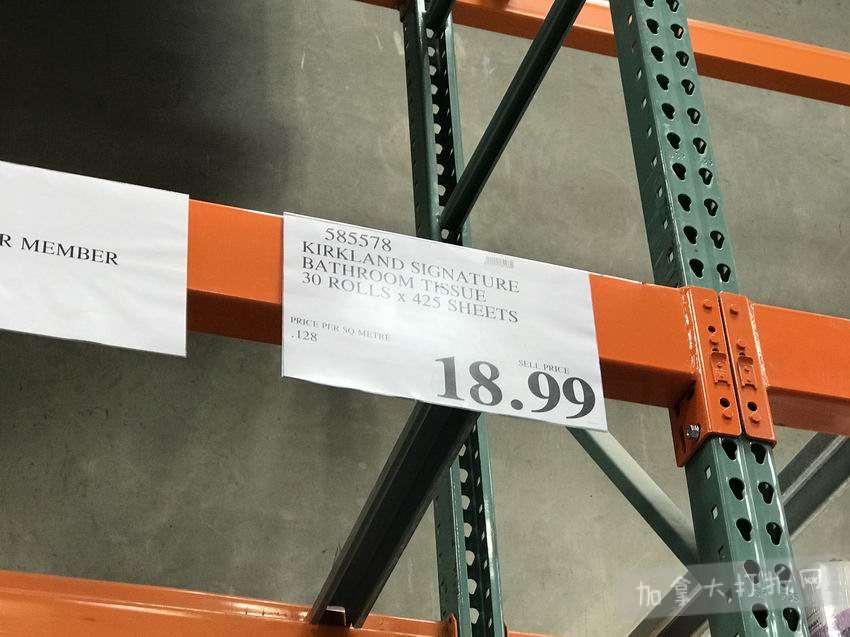 R MEMBER
585578
KIRKLAND SIGNATURE
BATHROOM TISSUE
30 ROLLS x 425 SHEETS
PRICE PER SQ METRE
.128
SELL PRICE
18.99
加拿大打折网